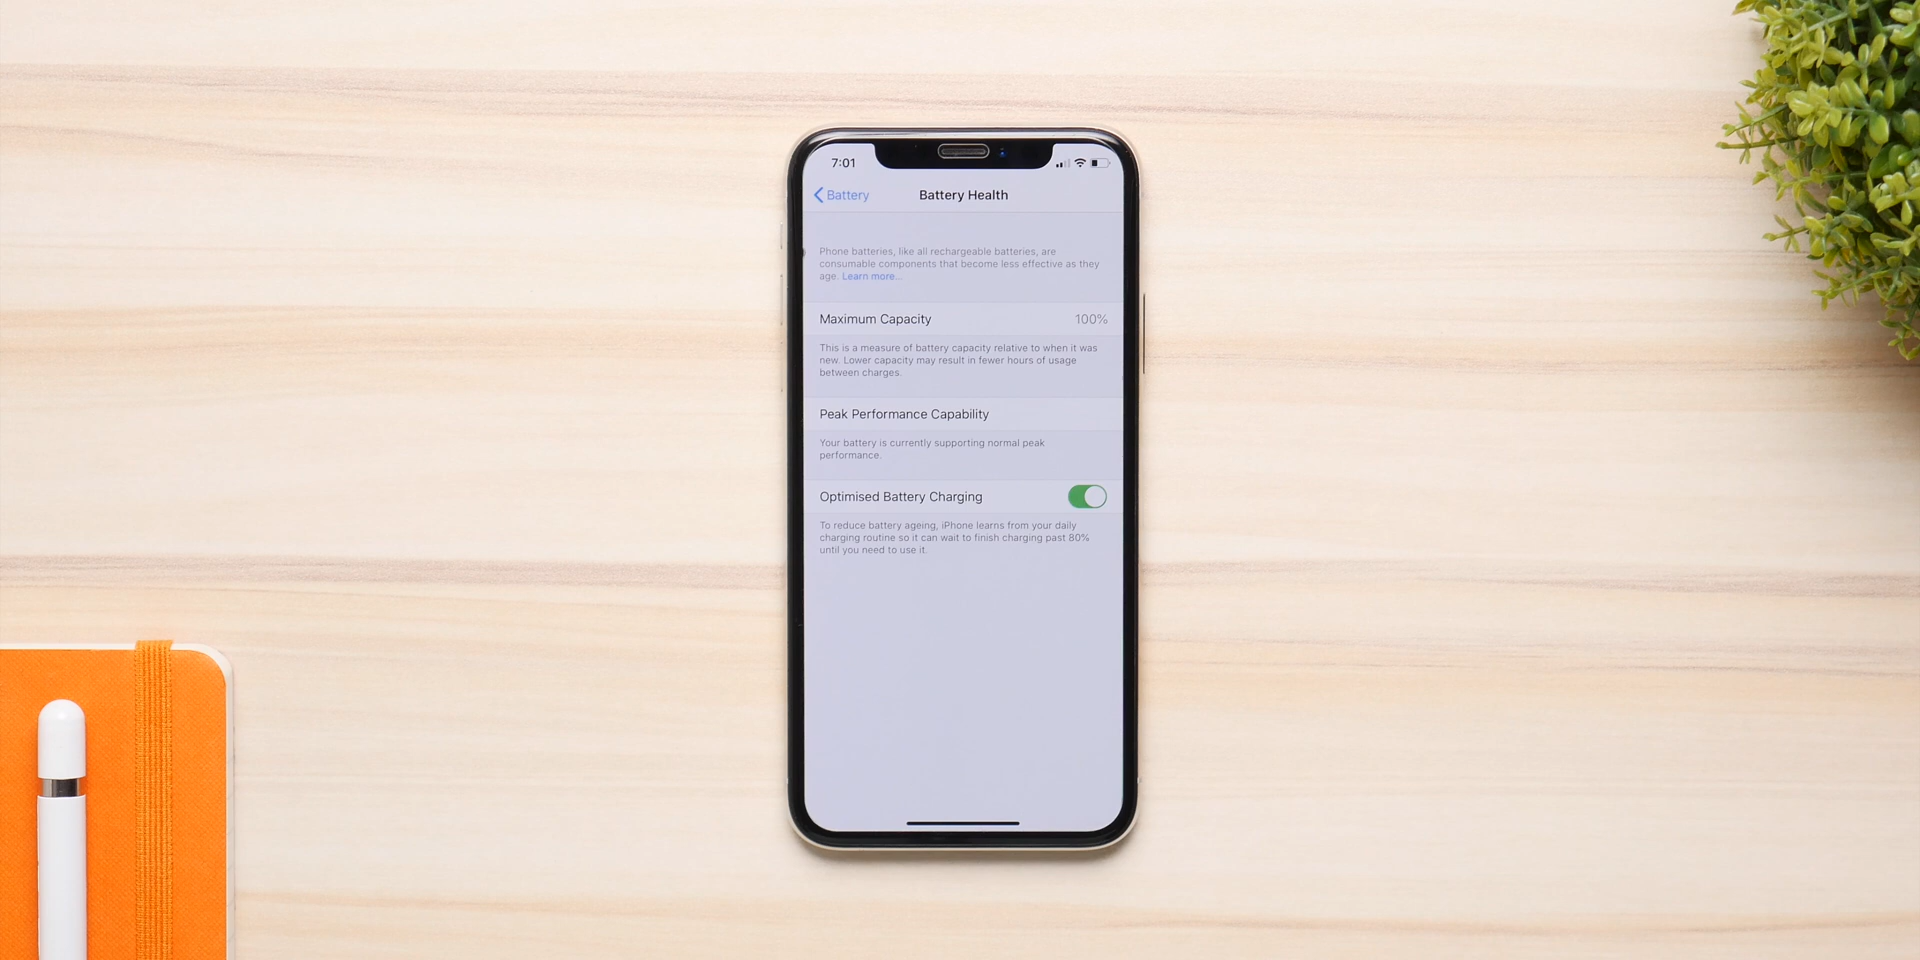 7:01
Battery
Battery Health
Phone batteries, like all rechargeable batteries, are
consumable components that become less effective as they
age. Learn more...
Maximum Capacity 100%
This is a measure of battery capacity relative to when it was
new. Lower capacity may result in fewer hours of usage
between charges.
Peak Performance Capability
Your battery is currently supporting normal peak
performance.
Optimised Battery Charging
To reduce battery ageing, iPhone learns from your daily
charging routine so it can wait to finish charging past 80%
until you need to use it.